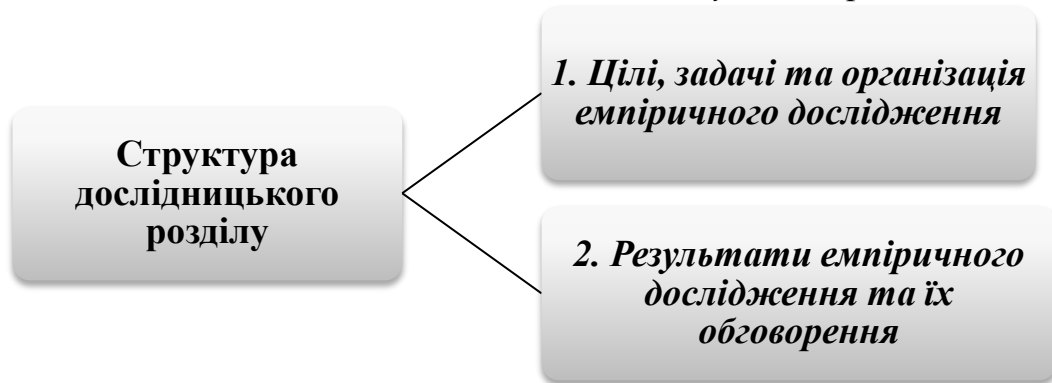 Структура
дослідницького
розділу
1. Цілі, задачі та організація
емпіричного дослідження
2. Результати емпіричного
дослідження та їх
обговорення